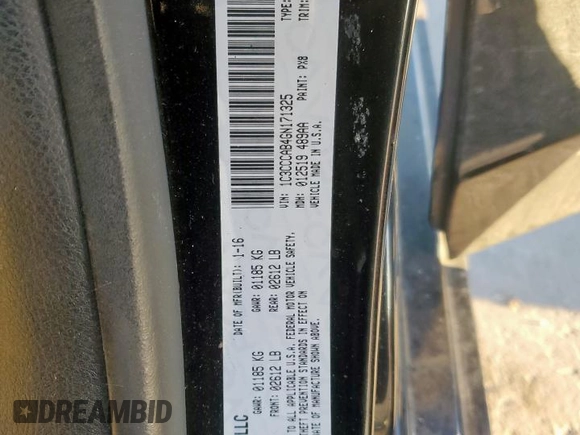 LLC
DATE OF MFR(BUILT): 1-16
GAWR: 01185 KG
FRONT: 02612 LB
GAWR: 01185 KG
REAR: 02612 LB
TO ALL APPLICABLE U.S.A. FEDERAL MOTOR VEHICLE SAFETY,
THEFT PREVENTION STANDARDS IN EFFECT ON
DATE OF MANUFACTURE SHOWN ABOVE.
VIN: 1C3CCCAB4GN171325
TYPE:
MDH: 012519 489AA
PAINT: PX8
TRIM:
VEHICLE MADE IN U.S.A.
DREAMBID